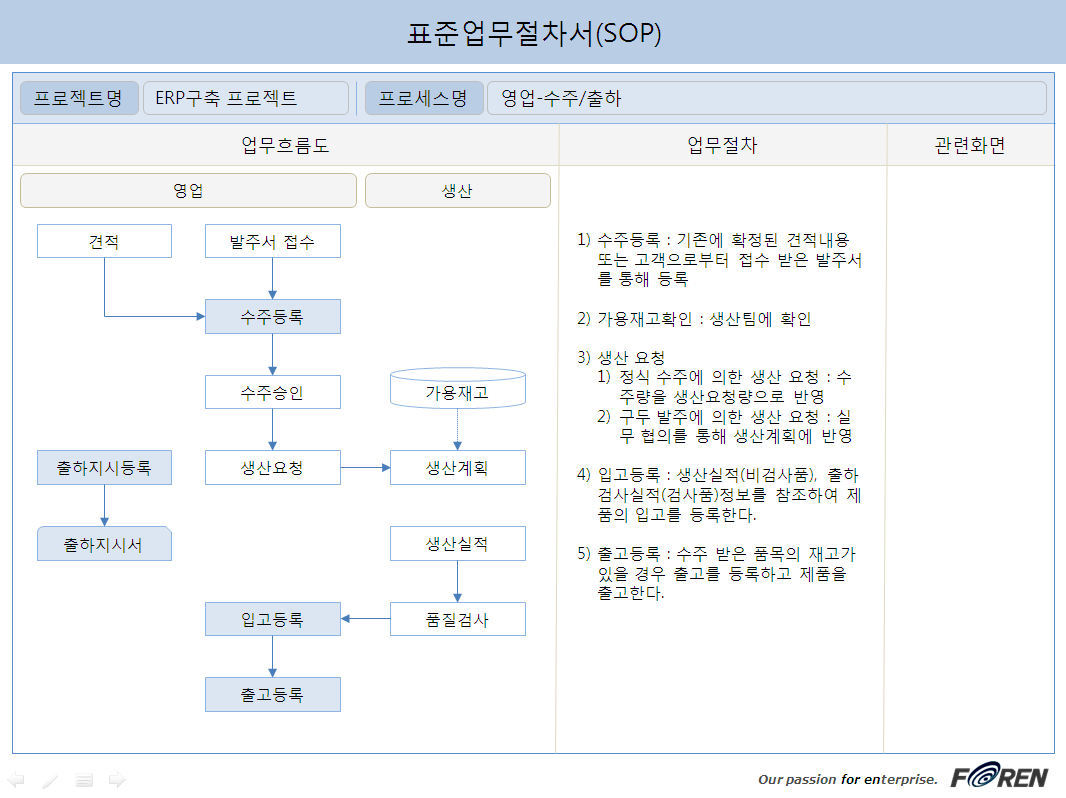 표준업무절차서(SOP)
프로젝트명 ERP구축 프로젝트 프로세스명 영업-수주/출하
업무흐름도 업무절차 관련화면
영업 생산
견적 발주서 접수
수주등록
수주승인 가용재고
출하지시등록 생산요청 생산계획
출하지시서 생산실적
입고등록 품질검사
출고등록
1) 수주등록 : 기존에 확정된 견적내용
또는 고객으로부터 접수 받은 발주서
를 통해 등록
2) 가용재고확인 : 생산팀에 확인
3) 생산 요청
1) 정식 수주에 의한 생산 요청 : 수
주량을 생산요청량으로 반영
2) 구두 발주에 의한 생산 요청 : 실
무 협의를 통해 생산계획에 반영
4) 입고등록 : 생산실적(비검사품), 출하
검사실적(검사품)정보를 참조하여 제
품의 입고를 등록한다.
5) 출고등록 : 수주 받은 품목의 재고가
있을 경우 출고를 등록하고 제품을
출고한다.
Our passion for enterprise. FOREN